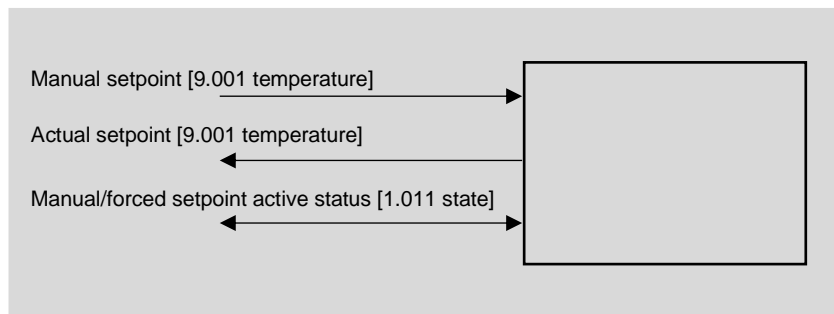 Manual setpoint [9.001 temperature]
Actual setpoint [9.001 temperature]
Manual/forced setpoint active status [1.011 state]